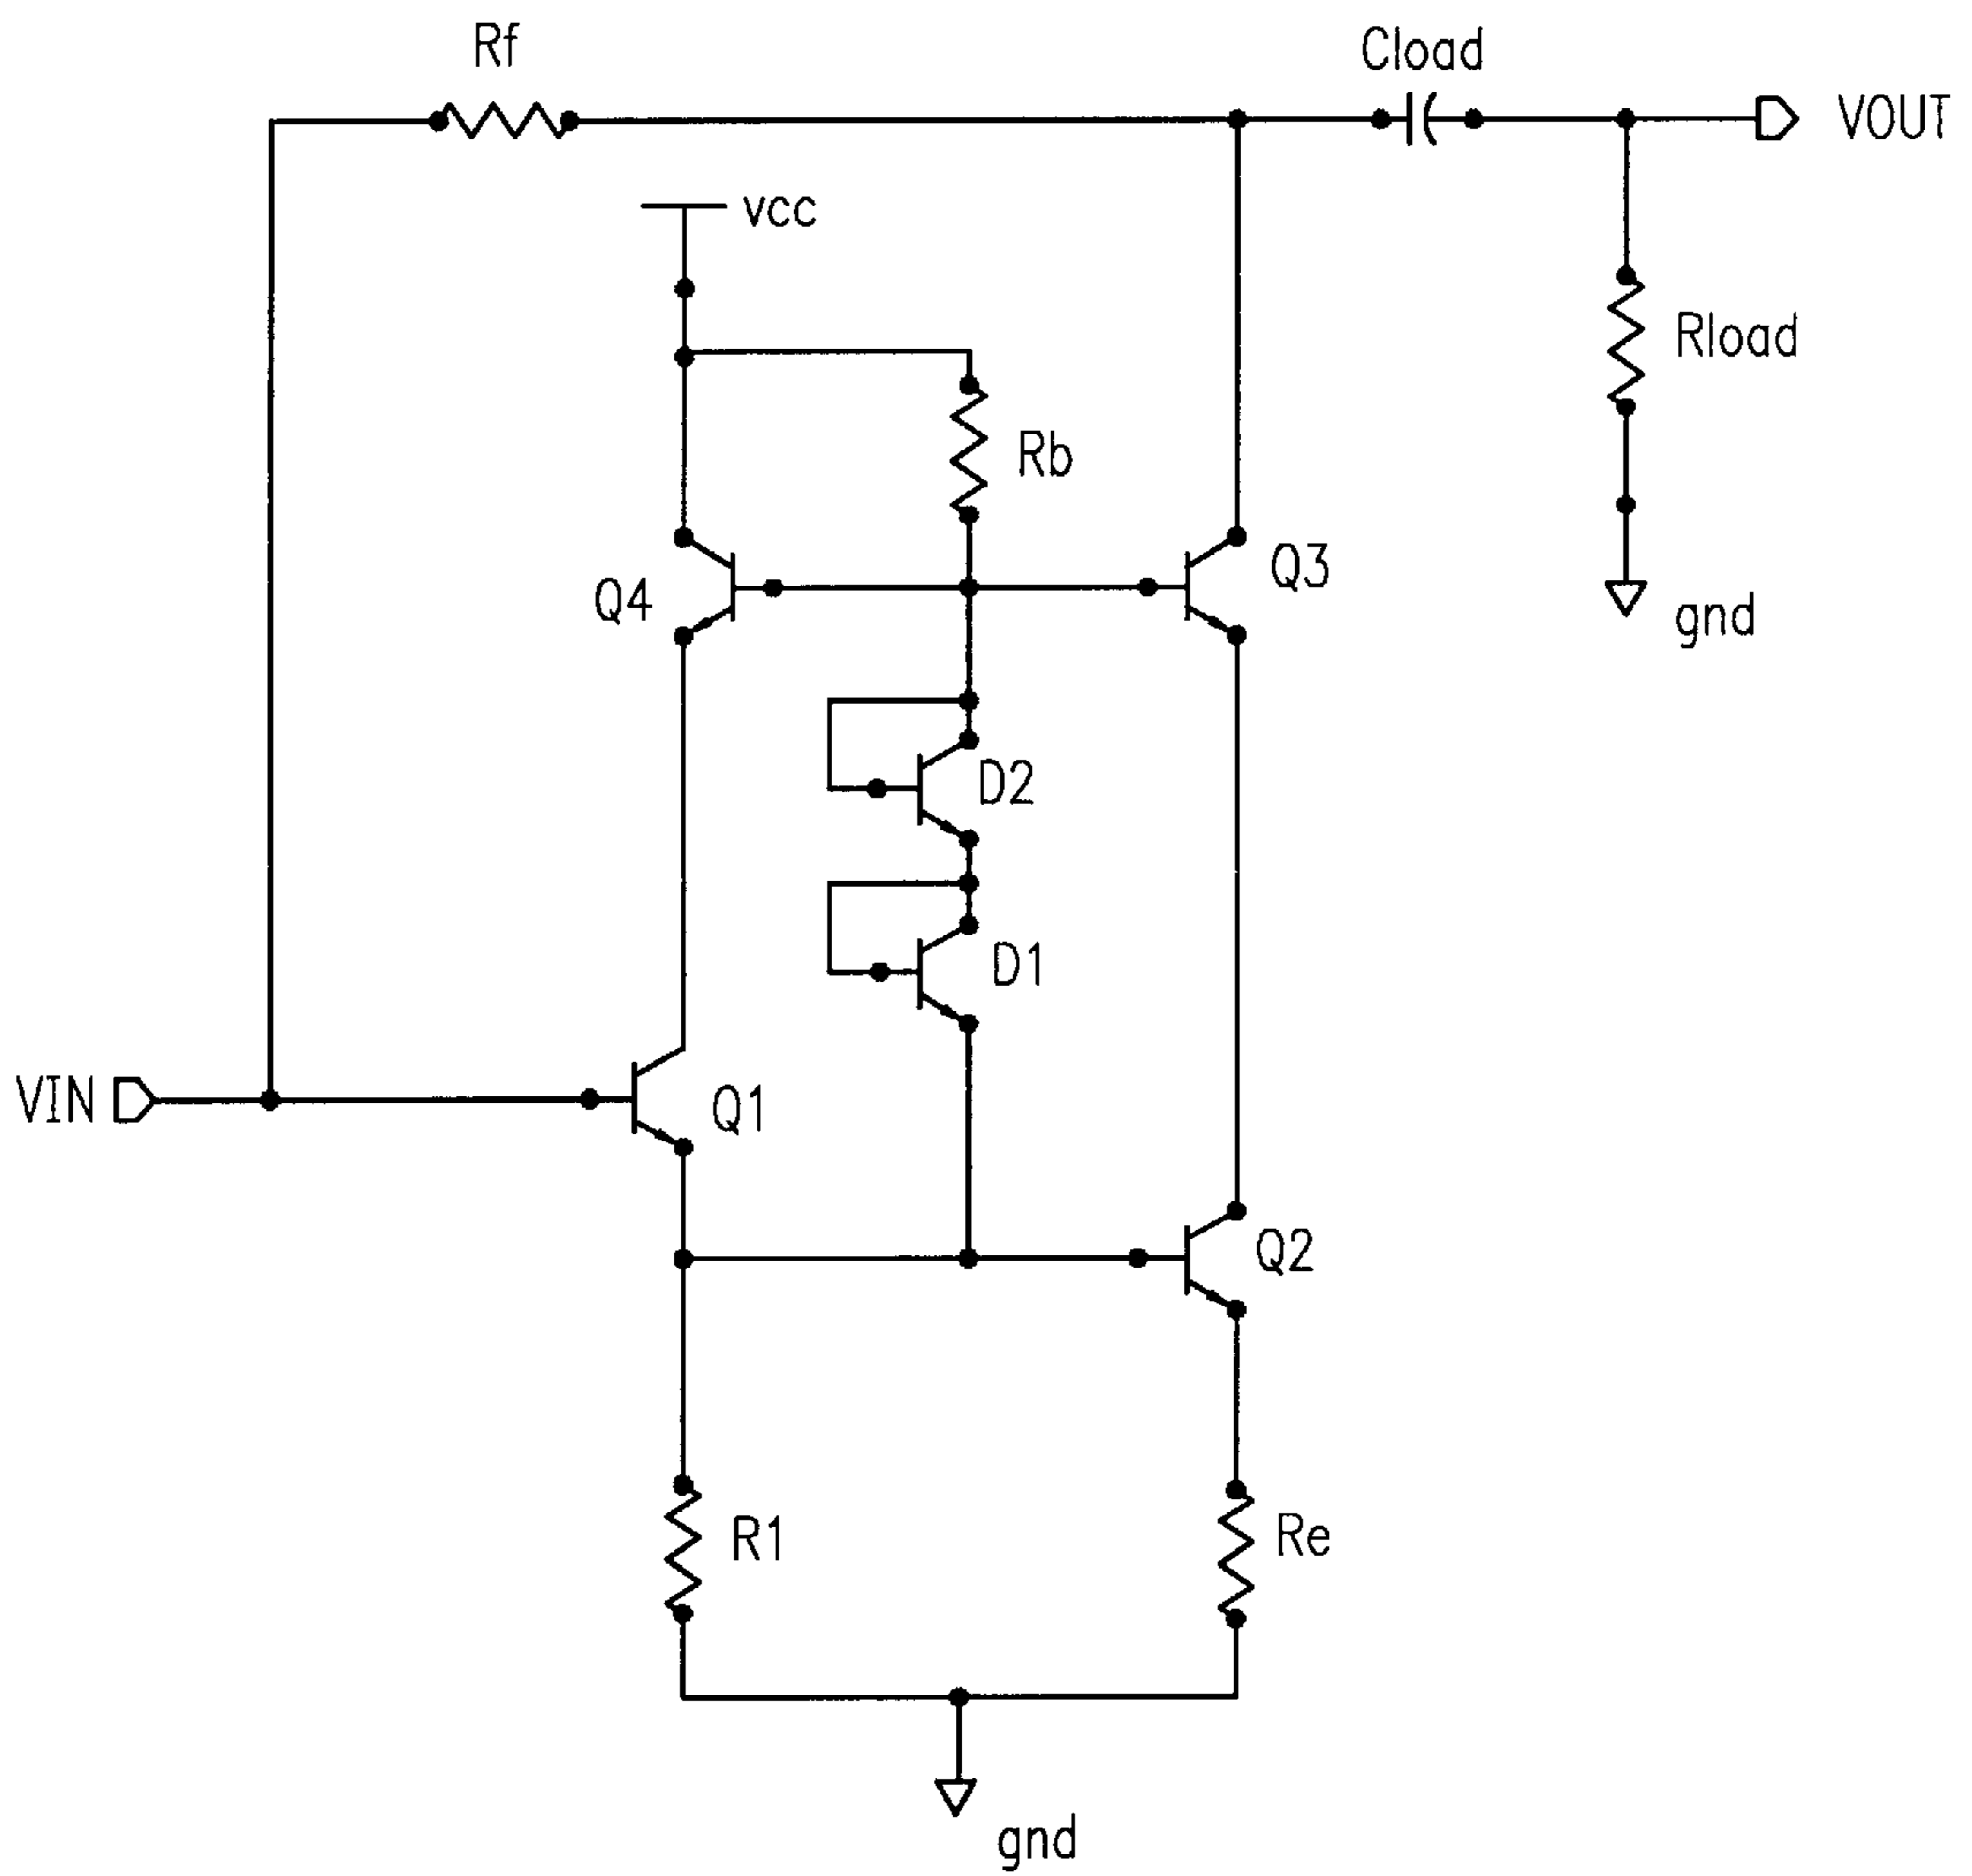 Rf
Cload
VOUT
vcc
Rload
Rb
Q3
Q4
gnd
D2
D1
VIN
Q1
Q2
R1
Re
gnd